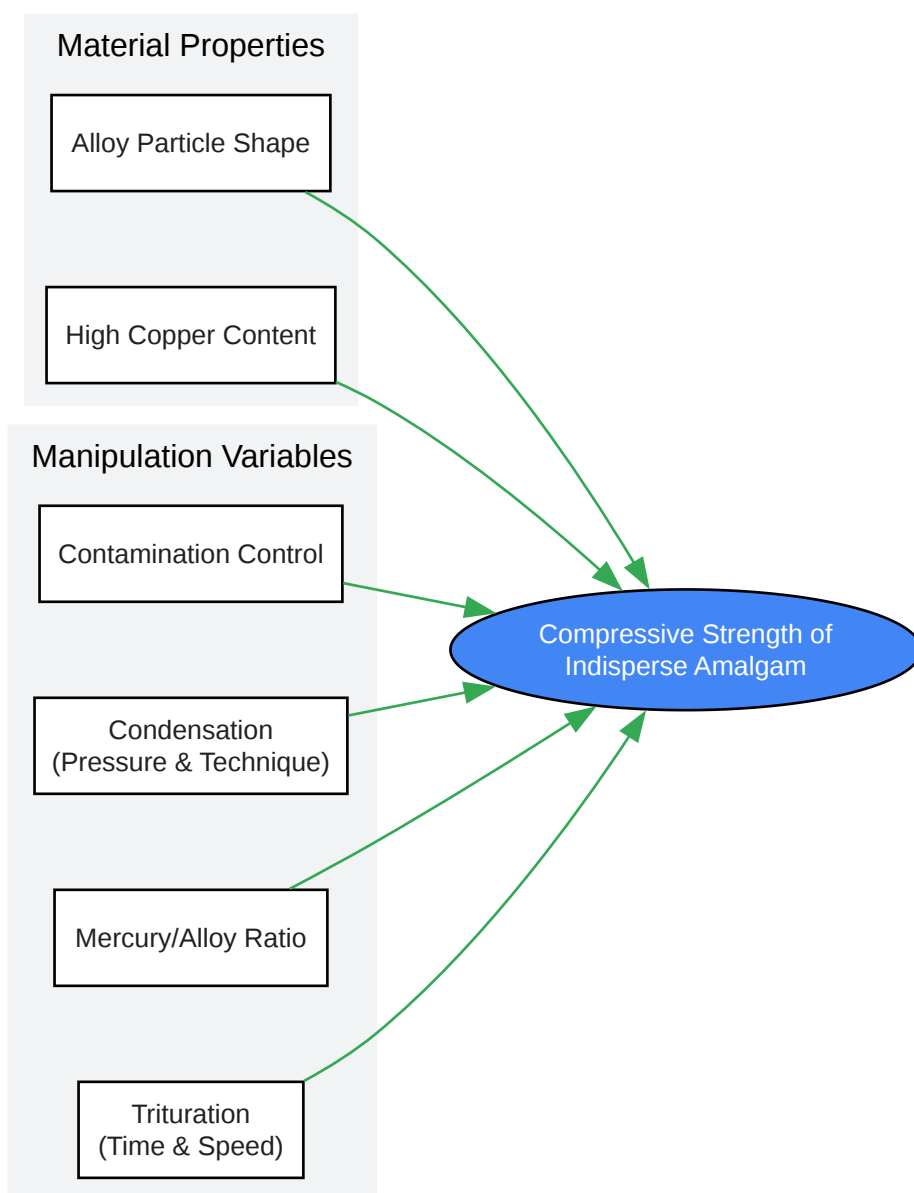 Material Properties
Alloy Particle Shape
High Copper Content
Manipulation Variables
Contamination Control
Condensation
(Pressure & Technique)
Mercury/Alloy Ratio
Trituration
(Time & Speed)
Compressive Strength of
Indisperse Amalgam